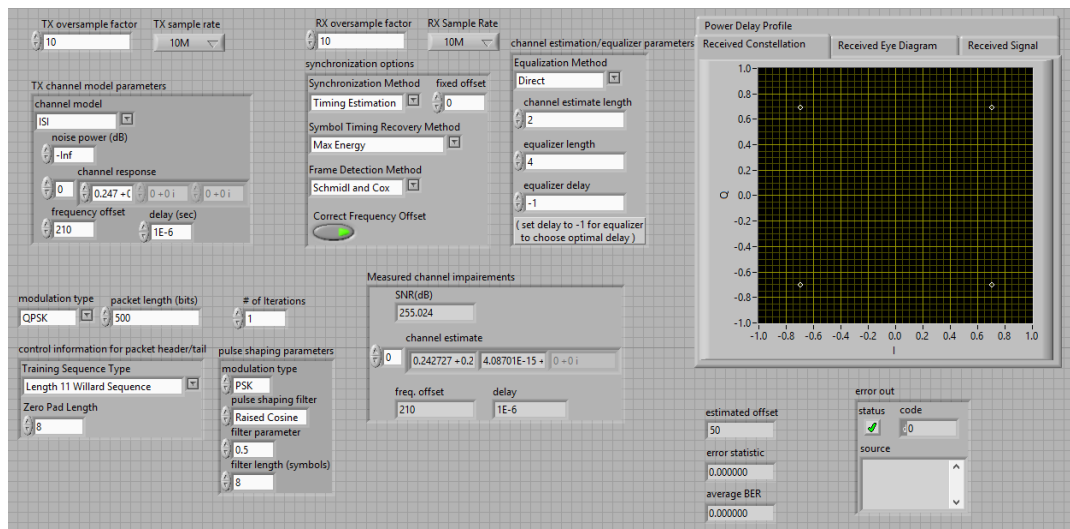 TX oversample factor
10
TX sample rate
10M
RX oversample factor
10
RX Sample Rate
10M
TX channel model parameters
channel model
ISI
noise power (dB)
-Inf
channel response
0
0.247 +(
0 +0 i
0 +0 i
frequency offset
210
delay (sec)
1E-6
synchronization options
Synchronization Method
Timing Estimation
fixed offset
0
Symbol Timing Recovery Method
Max Energy
Frame Detection Method
Schmidl and Cox
Correct Frequency Offset
channel estimation/equalizer parameters
Equalization Method
Direct
channel estimate length
2
equalizer length
4
equalizer delay
-1
( set delay to -1 for equalizer
to choose optimal delay )
Power Delay Profile
Received Constellation
Received Eye Diagram
Received Signal
1.0
0.8
0.6
0.4
0.2
0.0
-0.2
-0.4
-0.6
-0.8
-1.0
Q
-1.0 -0.8 -0.6 -0.4 -0.2 0.0 0.2 0.4 0.6 0.8 1.0
I
modulation type
QPSK
packet length (bits)
500
# of Iterations
1
control information for packet header/tail
Training Sequence Type
Length 11 Willard Sequence
Zero Pad Length
8
pulse shaping parameters
modulation type
PSK
pulse shaping filter
Raised Cosine
filter parameter
0.5
filter length (symbols)
8
Measured channel impairements
SNR(dB)
255.024
channel estimate
0
0.242727 +0.2
4.08701E-15 +
0 +0 i
freq. offset
210
delay
1E-6
estimated offset
50
error statistic
0.000000
average BER
0.000000
error out
status
code
0
source